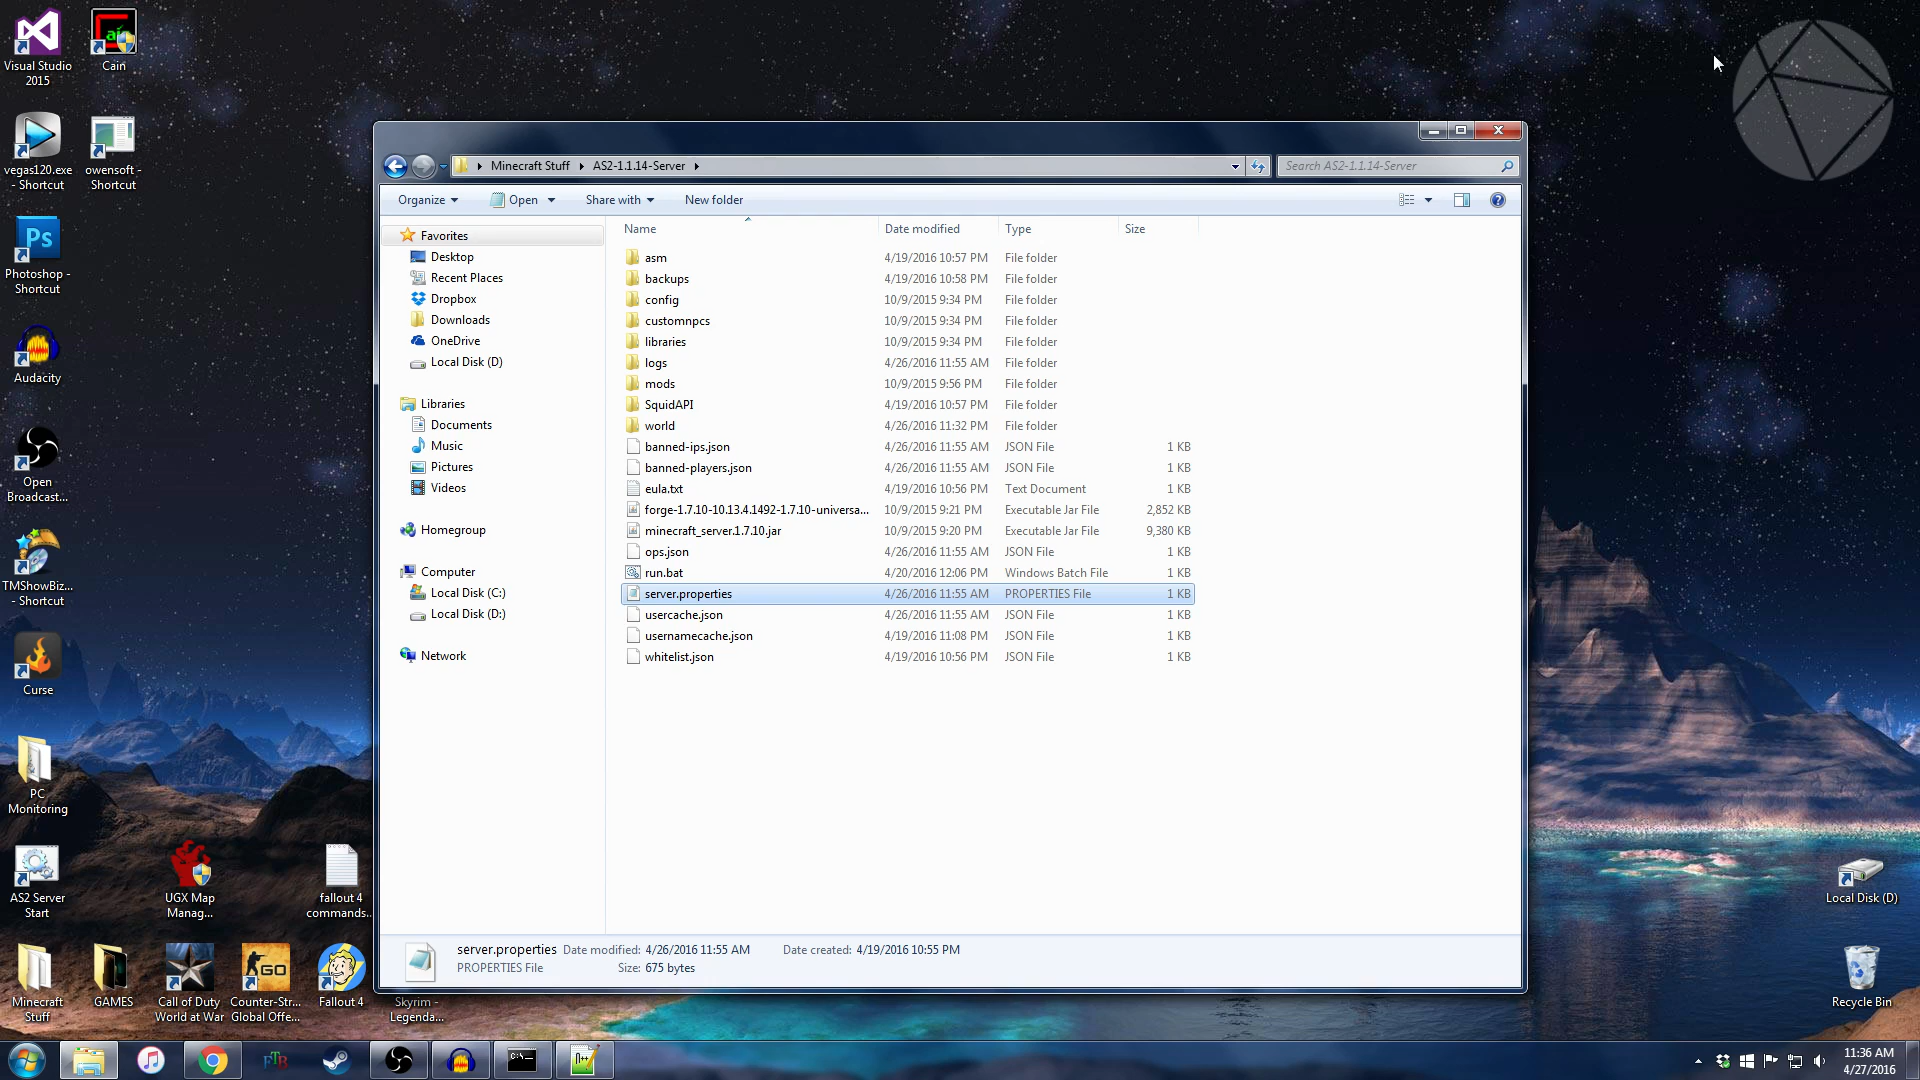 Visual Studio
2015
Cain
vegas120.exe
- Shortcut
owensoft -
Shortcut
Ps
Photoshop -
Shortcut
Audacity
Open
Broadcast...
TMShowBiz...
- Shortcut
Curse
PC
Monitoring
AS2 Server
Start
UGX Map
Manag...
fallout 4
commands...
Minecraft
Stuff
GAMES
Call of Duty
World at War
GO
Counter-Str...
Global Offe...
Fallout 4
Skyrim -
Legenda...
Local Disk (D)
Recycle Bin
Minecraft Stuff
AS2-1.1.14-Server
Search AS2-1.1.14-Server
Organize
Open
Share with
New folder
Favorites
Desktop
Recent Places
Dropbox
Downloads
OneDrive
Local Disk (D)
Libraries
Documents
Music
Pictures
Videos
Homegroup
Computer
Local Disk (C:)
Local Disk (D:)
Network
Name Date modified Type Size
asm 4/19/2016 10:57 PM File folder
backups 4/19/2016 10:58 PM File folder
config 10/9/2015 9:34 PM File folder
customnpcs 10/9/2015 9:34 PM File folder
libraries 10/9/2015 9:34 PM File folder
logs 4/26/2016 11:55 AM File folder
mods 10/9/2015 9:56 PM File folder
SquidAPI 4/19/2016 10:57 PM File folder
world 4/26/2016 11:32 PM File folder
banned-ips.json 4/26/2016 11:55 AM JSON File 1 KB
banned-players.json 4/26/2016 11:55 AM JSON File 1 KB
eula.txt 4/19/2016 10:56 PM Text Document 1 KB
forge-1.7.10-10.13.4.1492-1.7.10-universa... 10/9/2015 9:21 PM Executable Jar File 2,852 KB
minecraft_server.1.7.10.jar 10/9/2015 9:20 PM Executable Jar File 9,380 KB
ops.json 4/26/2016 11:55 AM JSON File 1 KB
run.bat 4/20/2016 12:06 PM Windows Batch File 1 KB
server.properties 4/26/2016 11:55 AM PROPERTIES File 1 KB
usercache.json 4/26/2016 11:55 AM JSON File 1 KB
usernamecache.json 4/19/2016 11:08 PM JSON File 1 KB
whitelist.json 4/19/2016 10:56 PM JSON File 1 KB
server.properties Date modified: 4/26/2016 11:55 AM Date created: 4/19/2016 10:55 PM
PROPERTIES File Size: 675 bytes
FTB
C:\
11:36 AM
4/27/2016